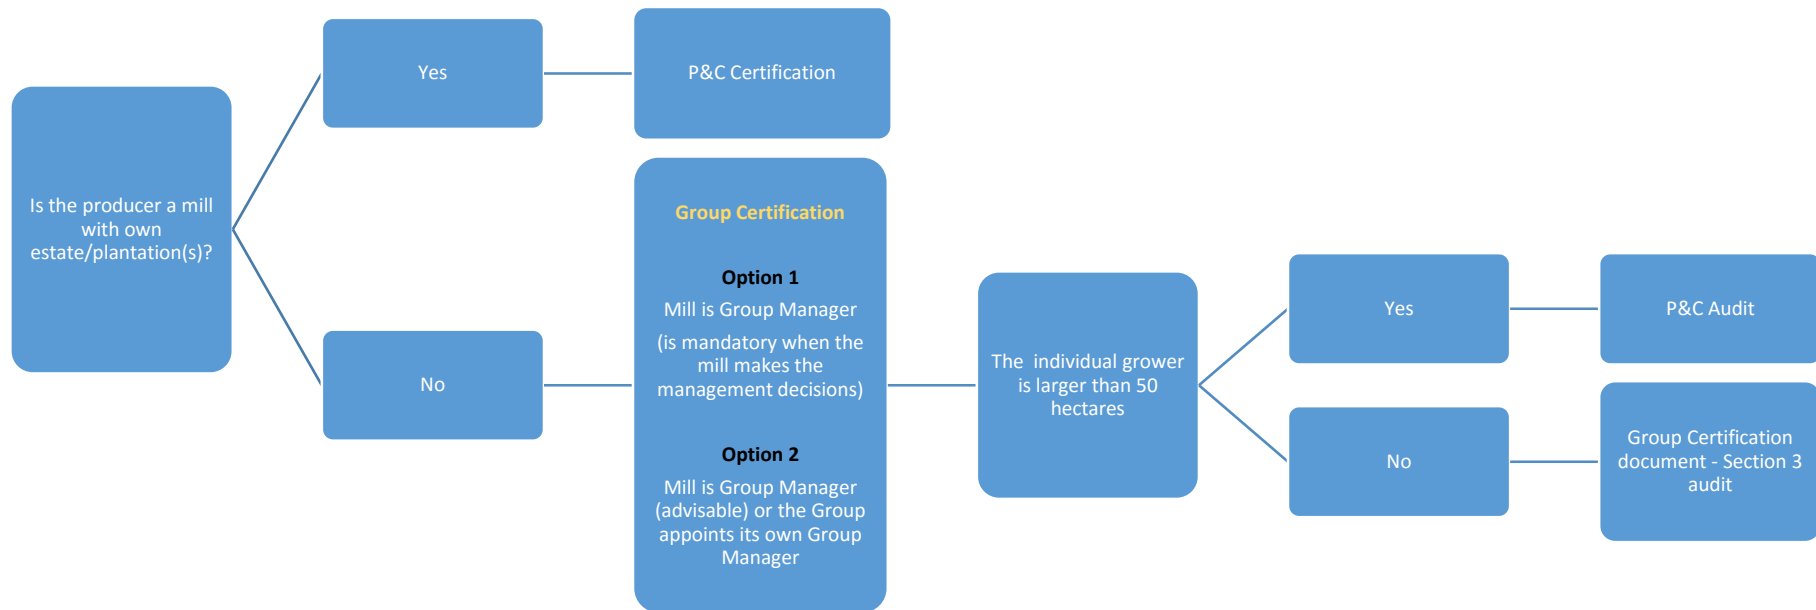 Is the producer a mill
with own
estate/plantation(s)?
Yes
P&C Certification
No
Group Certification
Option 1
Mill is Group Manager
(is mandatory when the
mill makes the
management decisions)
Option 2
Mill is Group Manager
(advisable) or the Group
appoints its own Group
Manager
The individual grower
is larger than 50
hectares
Yes
P&C Audit
No
Group Certification
document - Section 3
audit